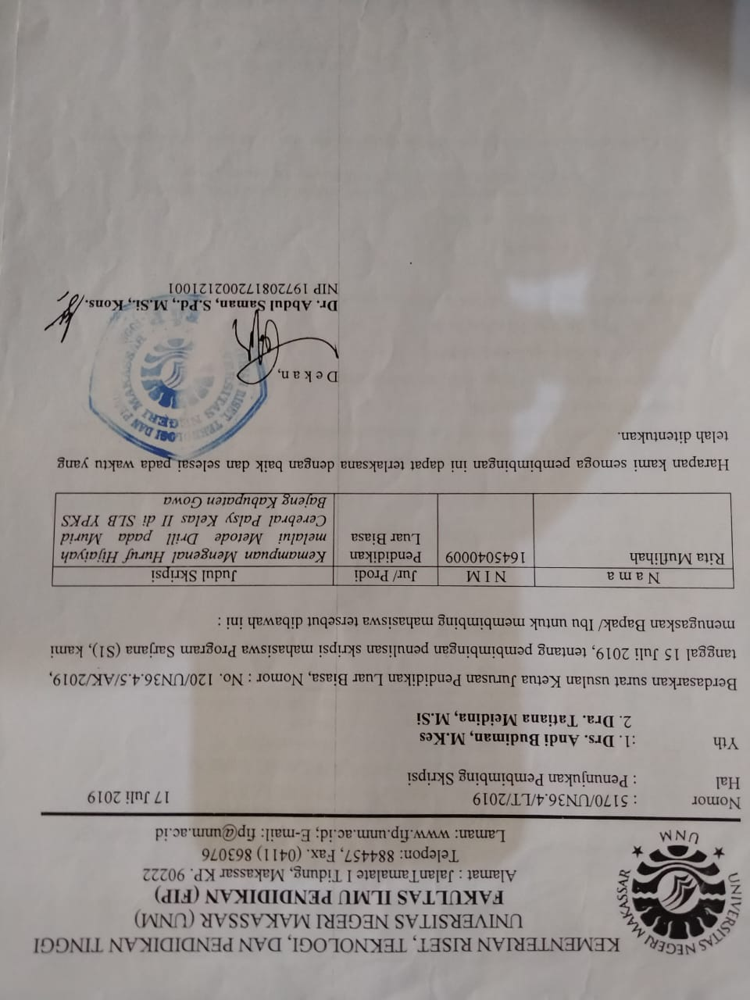 KEMENTERIAN RISET, TEKNOLOGI, DAN PENDIDIKAN TINGGI
UNIVERSITAS NEGERI MAKASSAR (UNM)
FAKULTAS ILMU PENDIDIKAN (FIP)
Alamat : JalanTamalate I Tidung, Makassar KP. 90222
Telepon: 884457, Fax. (0411) 863076
Laman: www.fip.unm.ac.id; E-mail: fip@unm.ac.id
UNIVERSITAS NEGERI MAKASSAR
UNM
Nomor : 5170/UN36.4/LT/2019 17 Juli 2019
Hal : Penunjukan Pembimbing Skripsi
Yth :1. Drs. Andi Budiman, M.Kes
2. Dra. Tatiana Meidina, M.Si
Berdasarkan surat usulan Ketua Jurusan Pendidikan Luar Biasa, Nomor : No. 120/UN36.4.5/AK/2019,
tanggal 15 Juli 2019, tentang pembimbingan penulisan skripsi mahasiswa Program Sarjana (S1), kami
menugaskan Bapak/ Ibu untuk membimbing mahasiswa tersebut dibawah ini :
N a m a N I M Jur/ Prodi Judul Skripsi
Rita Muflihah 1645040009 Pendidikan Luar Biasa Kemampuan Mengenal Huruf Hijaiyah
melalui Metode Drill pada Murid
Cerebral Palsy Kelas II di SLB YPKS
Bajeng Kabupaten Gowa
Harapan kami semoga pembimbingan ini dapat terlaksana dengan baik dan selesai pada waktu yang
telah ditentukan.
D e k a n,
Dr. Abdul Saman, S.Pd., M.Si., Kons.
NIP 197208172002121001